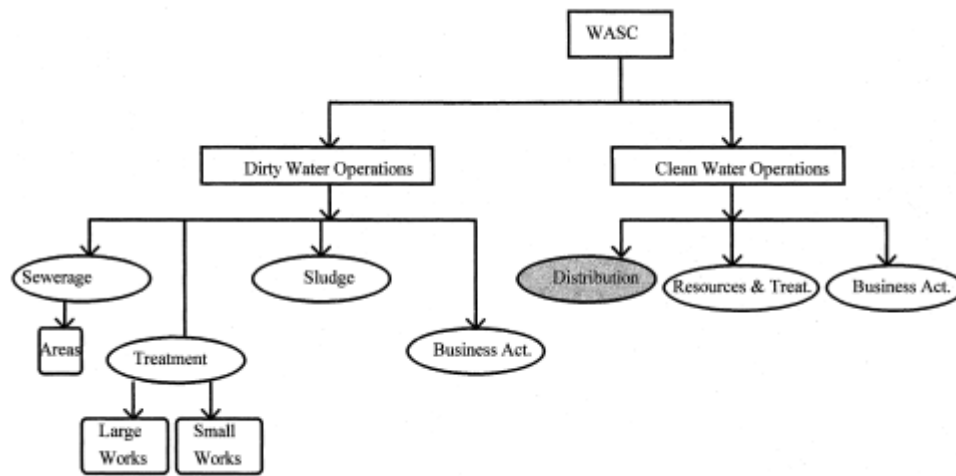 WASC
Dirty Water Operations
Clean Water Operations
Sewerage
Sludge
Distribution
Resources & Treat.
Business Act.
Areas
Treatment
Business Act.
Large
Works
Small
Works